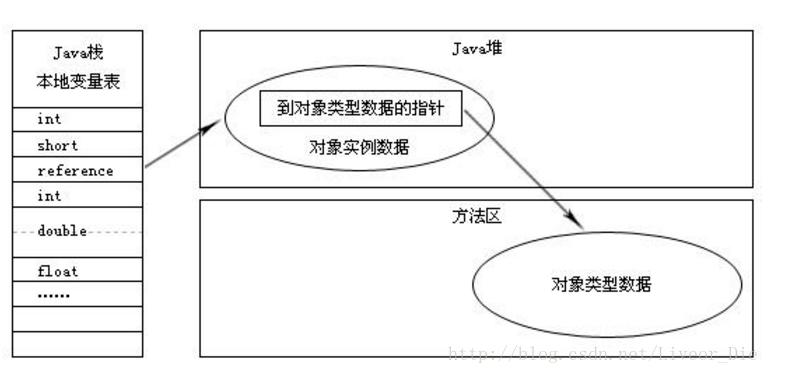 Java栈
本地变量表
int
short
reference
int
double
float
……
Java堆
到对象类型数据的指针
对象实例数据
方法区
对象类型数据
http://blog.csdn.net/Liveor_Die